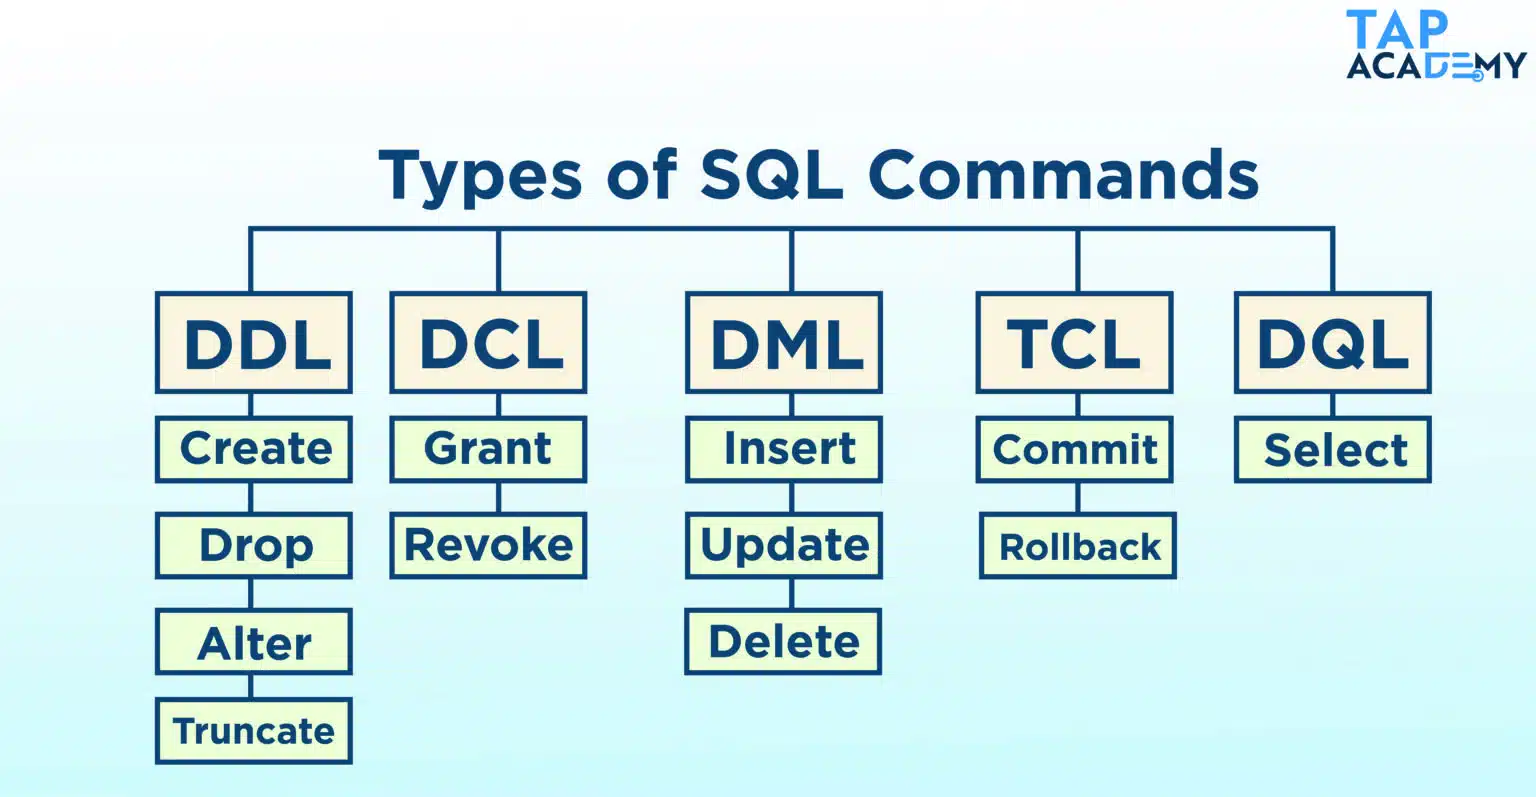 TAP
ACADEMY
Types of SQL Commands
DDL
DCL
DML
TCL
DQL
Create
Grant
Insert
Commit
Select
Drop
Revoke
Update
Rollback
Alter
Delete
Truncate